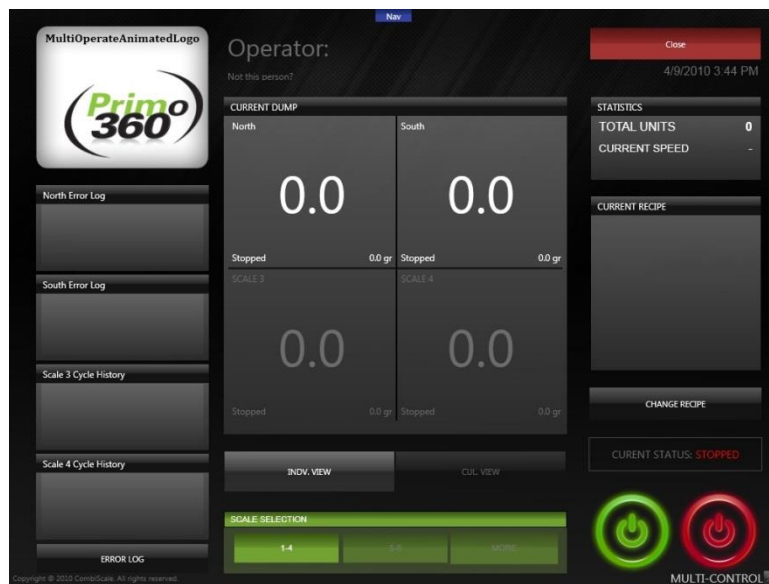 Nav
MultiOperateAnimatedLogo
Primo
360°
Operator:
Not this person?
Close
4/9/2010 3:44 PM
CURRENT DUMP
North
0.0
Stopped 0.0 gr
South
0.0
Stopped 0.0 gr
SCALE 3
0.0
Stopped 0.0 gr
SCALE 4
0.0
Stopped 0.0 gr
STATISTICS
TOTAL UNITS 0
CURRENT SPEED -
North Error Log
South Error Log
Scale 3 Cycle History
Scale 4 Cycle History
ERROR LOG
CURRENT RECIPE
CHANGE RECIPE
CURENT STATUS: STOPPED
INDV. VIEW
CUL. VIEW
SCALE SELECTION
1-4
5-8
MORE
MULTI-CONTROL
Copyright © 2010 CombiScale. All rights reserved.